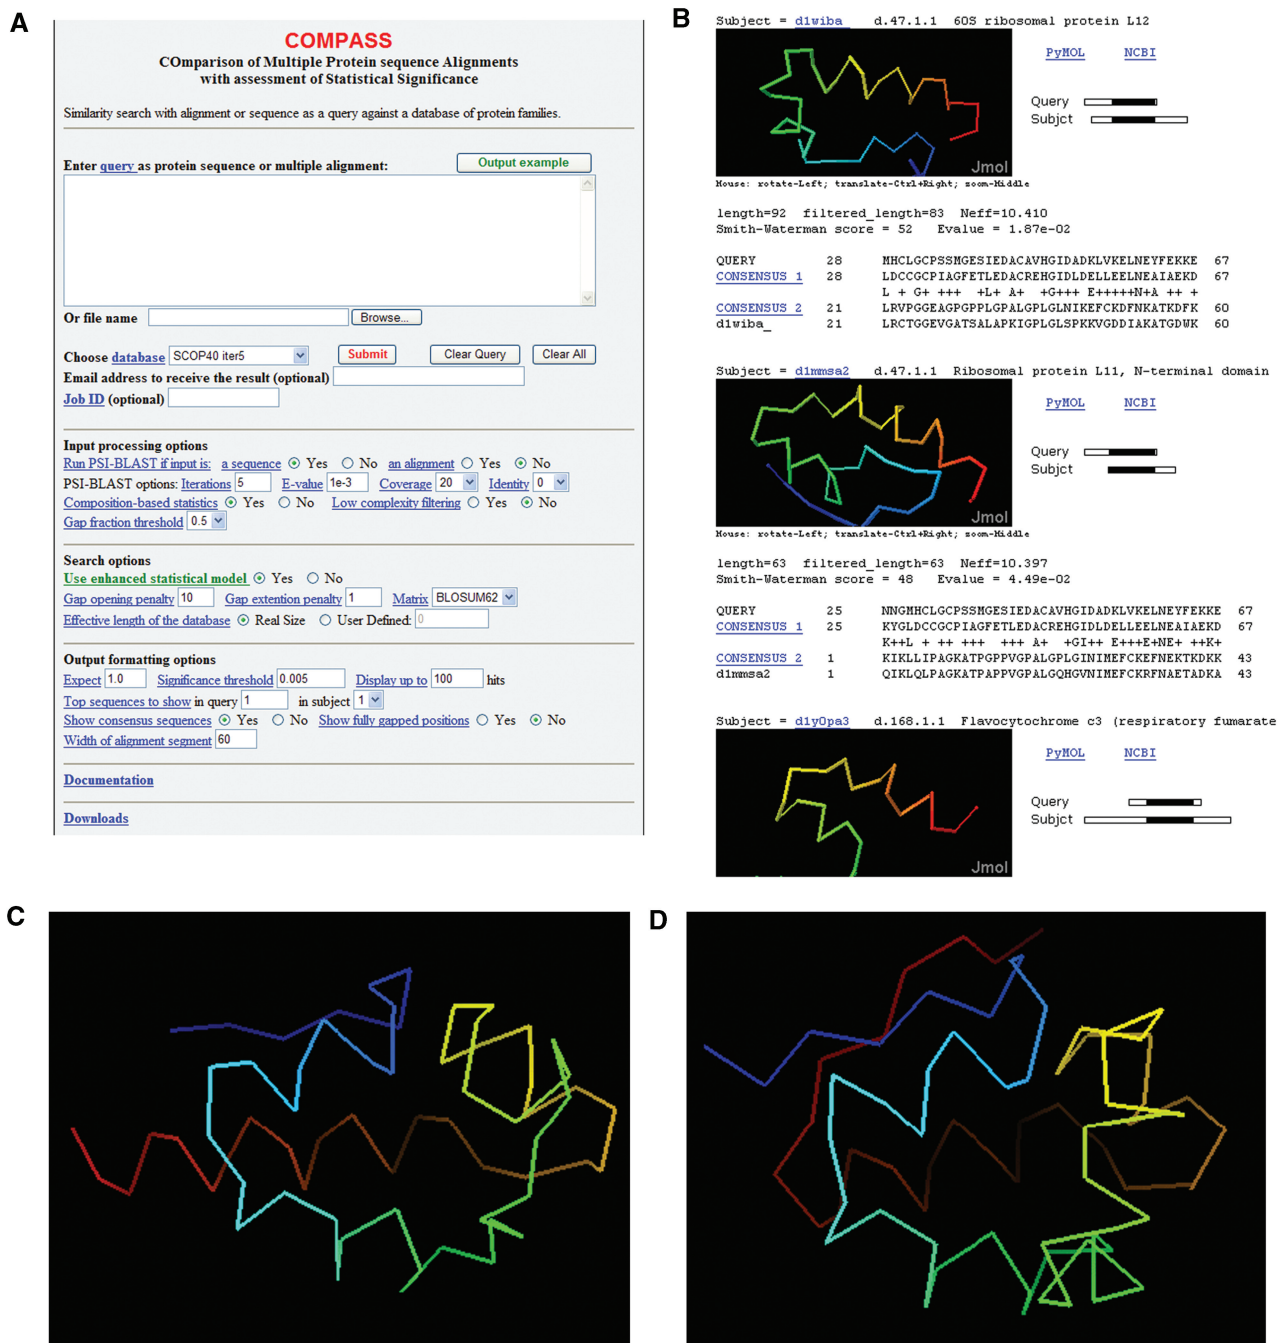 A
COMPASS
COmparison of Multiple Protein sequence Alignments
with assessment of Statistical Significance
Similarity search with alignment or sequence as a query against a database of protein families.
Enter query as protein sequence or multiple alignment:
Output example
Or file name
Browse...
Choose database SCOP40 iter5
Submit
Clear Query
Clear All
Email address to receive the result (optional)
Job ID (optional)
Input processing options
Run PSI-BLAST if input is: a sequence Yes No an alignment Yes No
PSI-BLAST options: Iterations 5 E-value 1e-3 Coverage 20 Identity 0
Composition-based statistics Yes No Low complexity filtering Yes No
Gap fraction threshold 0.5
Search options
Use enhanced statistical model Yes No
Gap opening penalty 10 Gap extention penalty 1 Matrix BLOSUM62
Effective length of the database Real Size User Defined: 0
Output formatting options
Expect 1.0 Significance threshold 0.005 Display up to 100 hits
Top sequences to show in query 1 in subject 1
Show consensus sequences Yes No Show fully gapped positions Yes No
Width of alignment segment 60
Documentation
Downloads
B
Subject = d1wiba_ d.47.1.1 60S ribosomal protein L12
PyMOL NCBI
Query
Subjct
Jmol
Mouse: rotate-Left; translate-Ctrl+Right; zoom-Middle
length=92 filtered_length=83 Neff=10.410
Smith-Waterman score = 52 Evalue = 1.87e-02
QUERY 28 MHCLGCPSSMGESIEDACAVHGIDADKLVKELNEYFEKKE 67
CONSENSUS 1 28 LDCCGCPIAGFETLEDACREHGIDLDELLEELNEAIAEKD 67
L + G+ +++ +L+ A+ +G+++ E+++++N+A ++ +
CONSENSUS 2 21 LRVPGGEAGPGPPLGPALGPLGLNIKEFCKDFNKATKDFK 60
d1wiba_ 21 LRCTGGEVGATSALAPKIGPLGLSPKKVGDDIAKATGDWK 60
Subject = d1mmsa2 d.47.1.1 Ribosomal protein L11, N-terminal domain
PyMOL NCBI
Query
Subjct
Jmol
Mouse: rotate-Left; translate-Ctrl+Right; zoom-Middle
length=63 filtered_length=63 Neff=10.397
Smith-Waterman score = 48 Evalue = 4.49e-02
QUERY 25 NNGMHCLGCPSSMGESIEDACAVHGIDADKLVKELNEYFEKKE 67
CONSENSUS 1 25 KYGLDCCGCPIAGFETLEDACREHGIDLDELLEELNEAIAEKD 67
K++L + +++ +++ A+ +GI++ E+++E+NE+ ++K+
CONSENSUS 2 1 KIKLLIPAGKATPGPPVGPALGPLGINIMEFCKEFNEKTKDKK 43
d1mmsa2 1 QIKLQLPAGKATPAPPVGPALGQHGVNIMEFCKRFNAETADKA 43
Subject = d1y0pa3 d.168.1.1 Flavocytochrome c3 (respiratory fumarate
PyMOL NCBI
Query
Subjct
Jmol
C
D